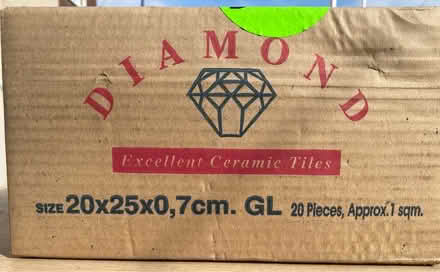 DIAMOND
Excellent Ceramic Tiles
SIZE 20x25x0,7cm. GL 20 Pieces, Approx.1 sqm.